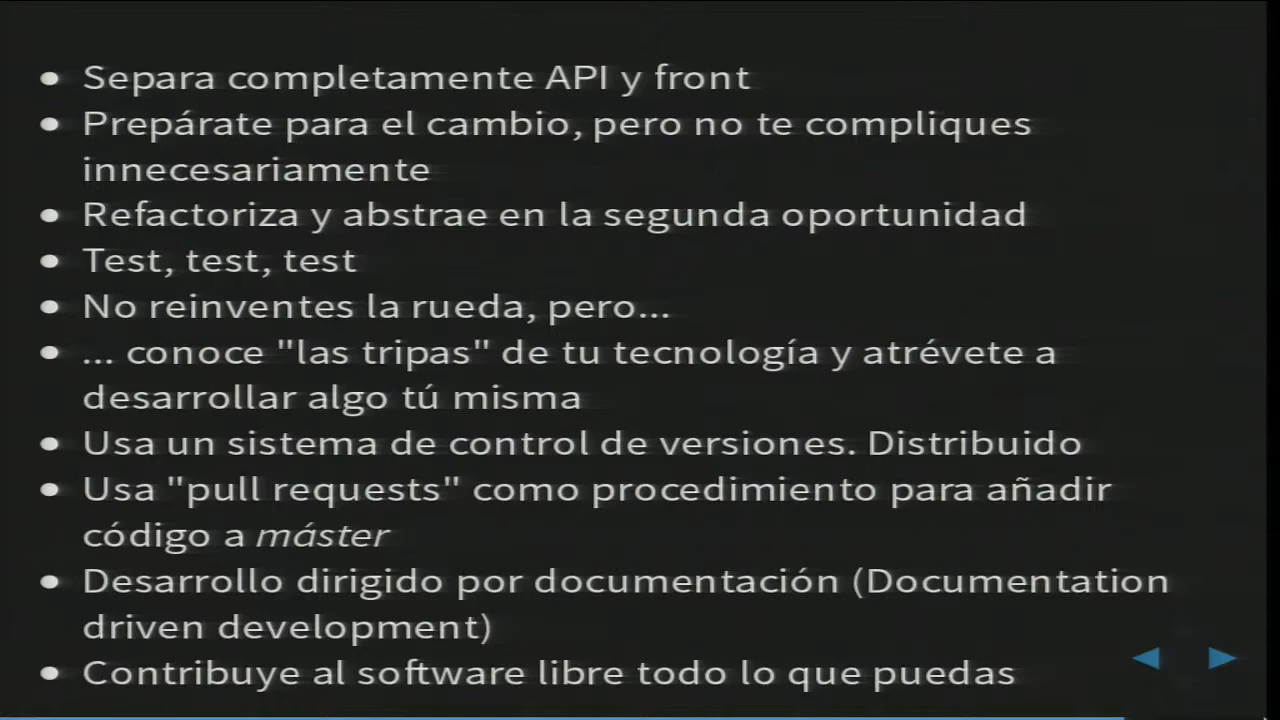 • Separa completamente API y front
• Prepárate para el cambio, pero no te compliques
innecesariamente
• Refactoriza y abstrae en la segunda oportunidad
• Test, test, test
• No reinventes la rueda, pero...
• ... conoce "las tripas" de tu tecnología y atrévete a
desarrollar algo tú misma
• Usa un sistema de control de versiones. Distribuido
• Usa "pull requests" como procedimiento para añadir
código a máster
• Desarrollo dirigido por documentación (Documentation
driven development)
• Contribuye al software libre todo lo que puedas